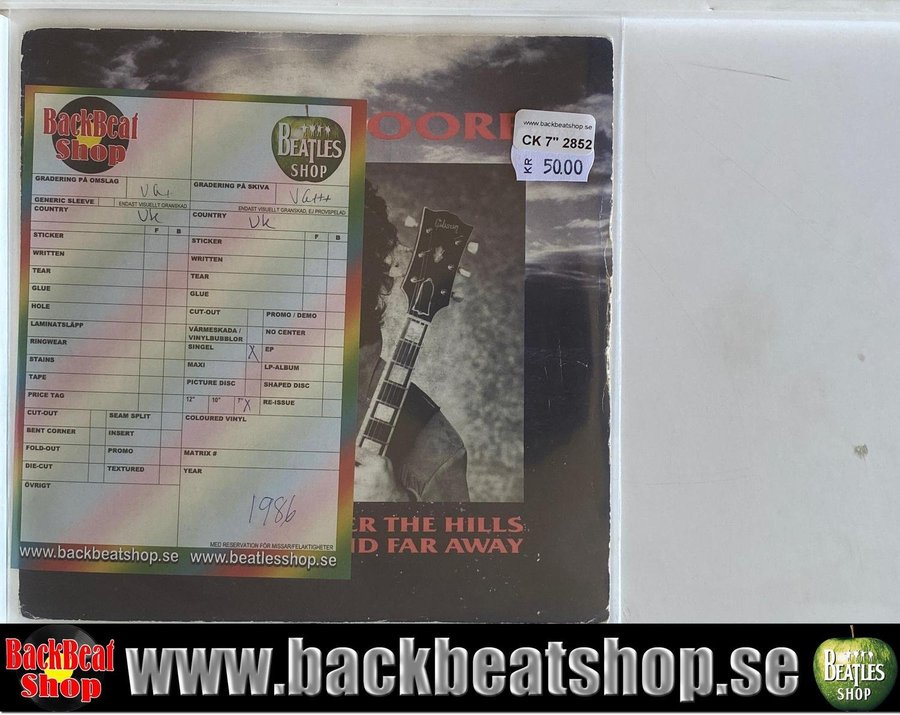 BackBeat
Shop
BEATLES
SHOP
GRADERING PÅ OMSLAG
VG+
GENERIC SLEEVE
ENDAST VISUELLT GRANSKAD
COUNTRY
UK
F B
STICKER
WRITTEN
TEAR
GLUE
HOLE
LAMINATSLÄPP
RINGWEAR
STAINS
TAPE
PRICE TAG
CUT-OUT
SEAM SPLIT
BENT CORNER
INSERT
FOLD-OUT
PROMO
DIE-CUT
TEXTURED
ÖVRIGT
GRADERING PÅ SKIVA
VG++
ENDAST VISUELLT GRANSKAD, EJ PROVSPELAD
COUNTRY
UK
F B
STICKER
WRITTEN
TEAR
GLUE
CUT-OUT
PROMO / DEMO
VÄRMESKADA /
VINYLBUBBLOR
NO CENTER
SINGEL X
EP
MAXI
LP-ALBUM
PICTURE DISC
SHAPED DISC
12" 10" 7" X
RE-ISSUE
COLOURED VINYL
MATRIX #
YEAR
1986
MED RESERVATION FÖR MISSAR/FELAKTIGHETER
www.backbeatshop.se www.beatlesshop.se
OORE
www.backbeatshop.se
CK 7" 2852
KR 50.00
Gibson
ER THE HILLS
ND FAR AWAY
BackBeat
Shop
www.backbeatshop.se
BEATLES
SHOP